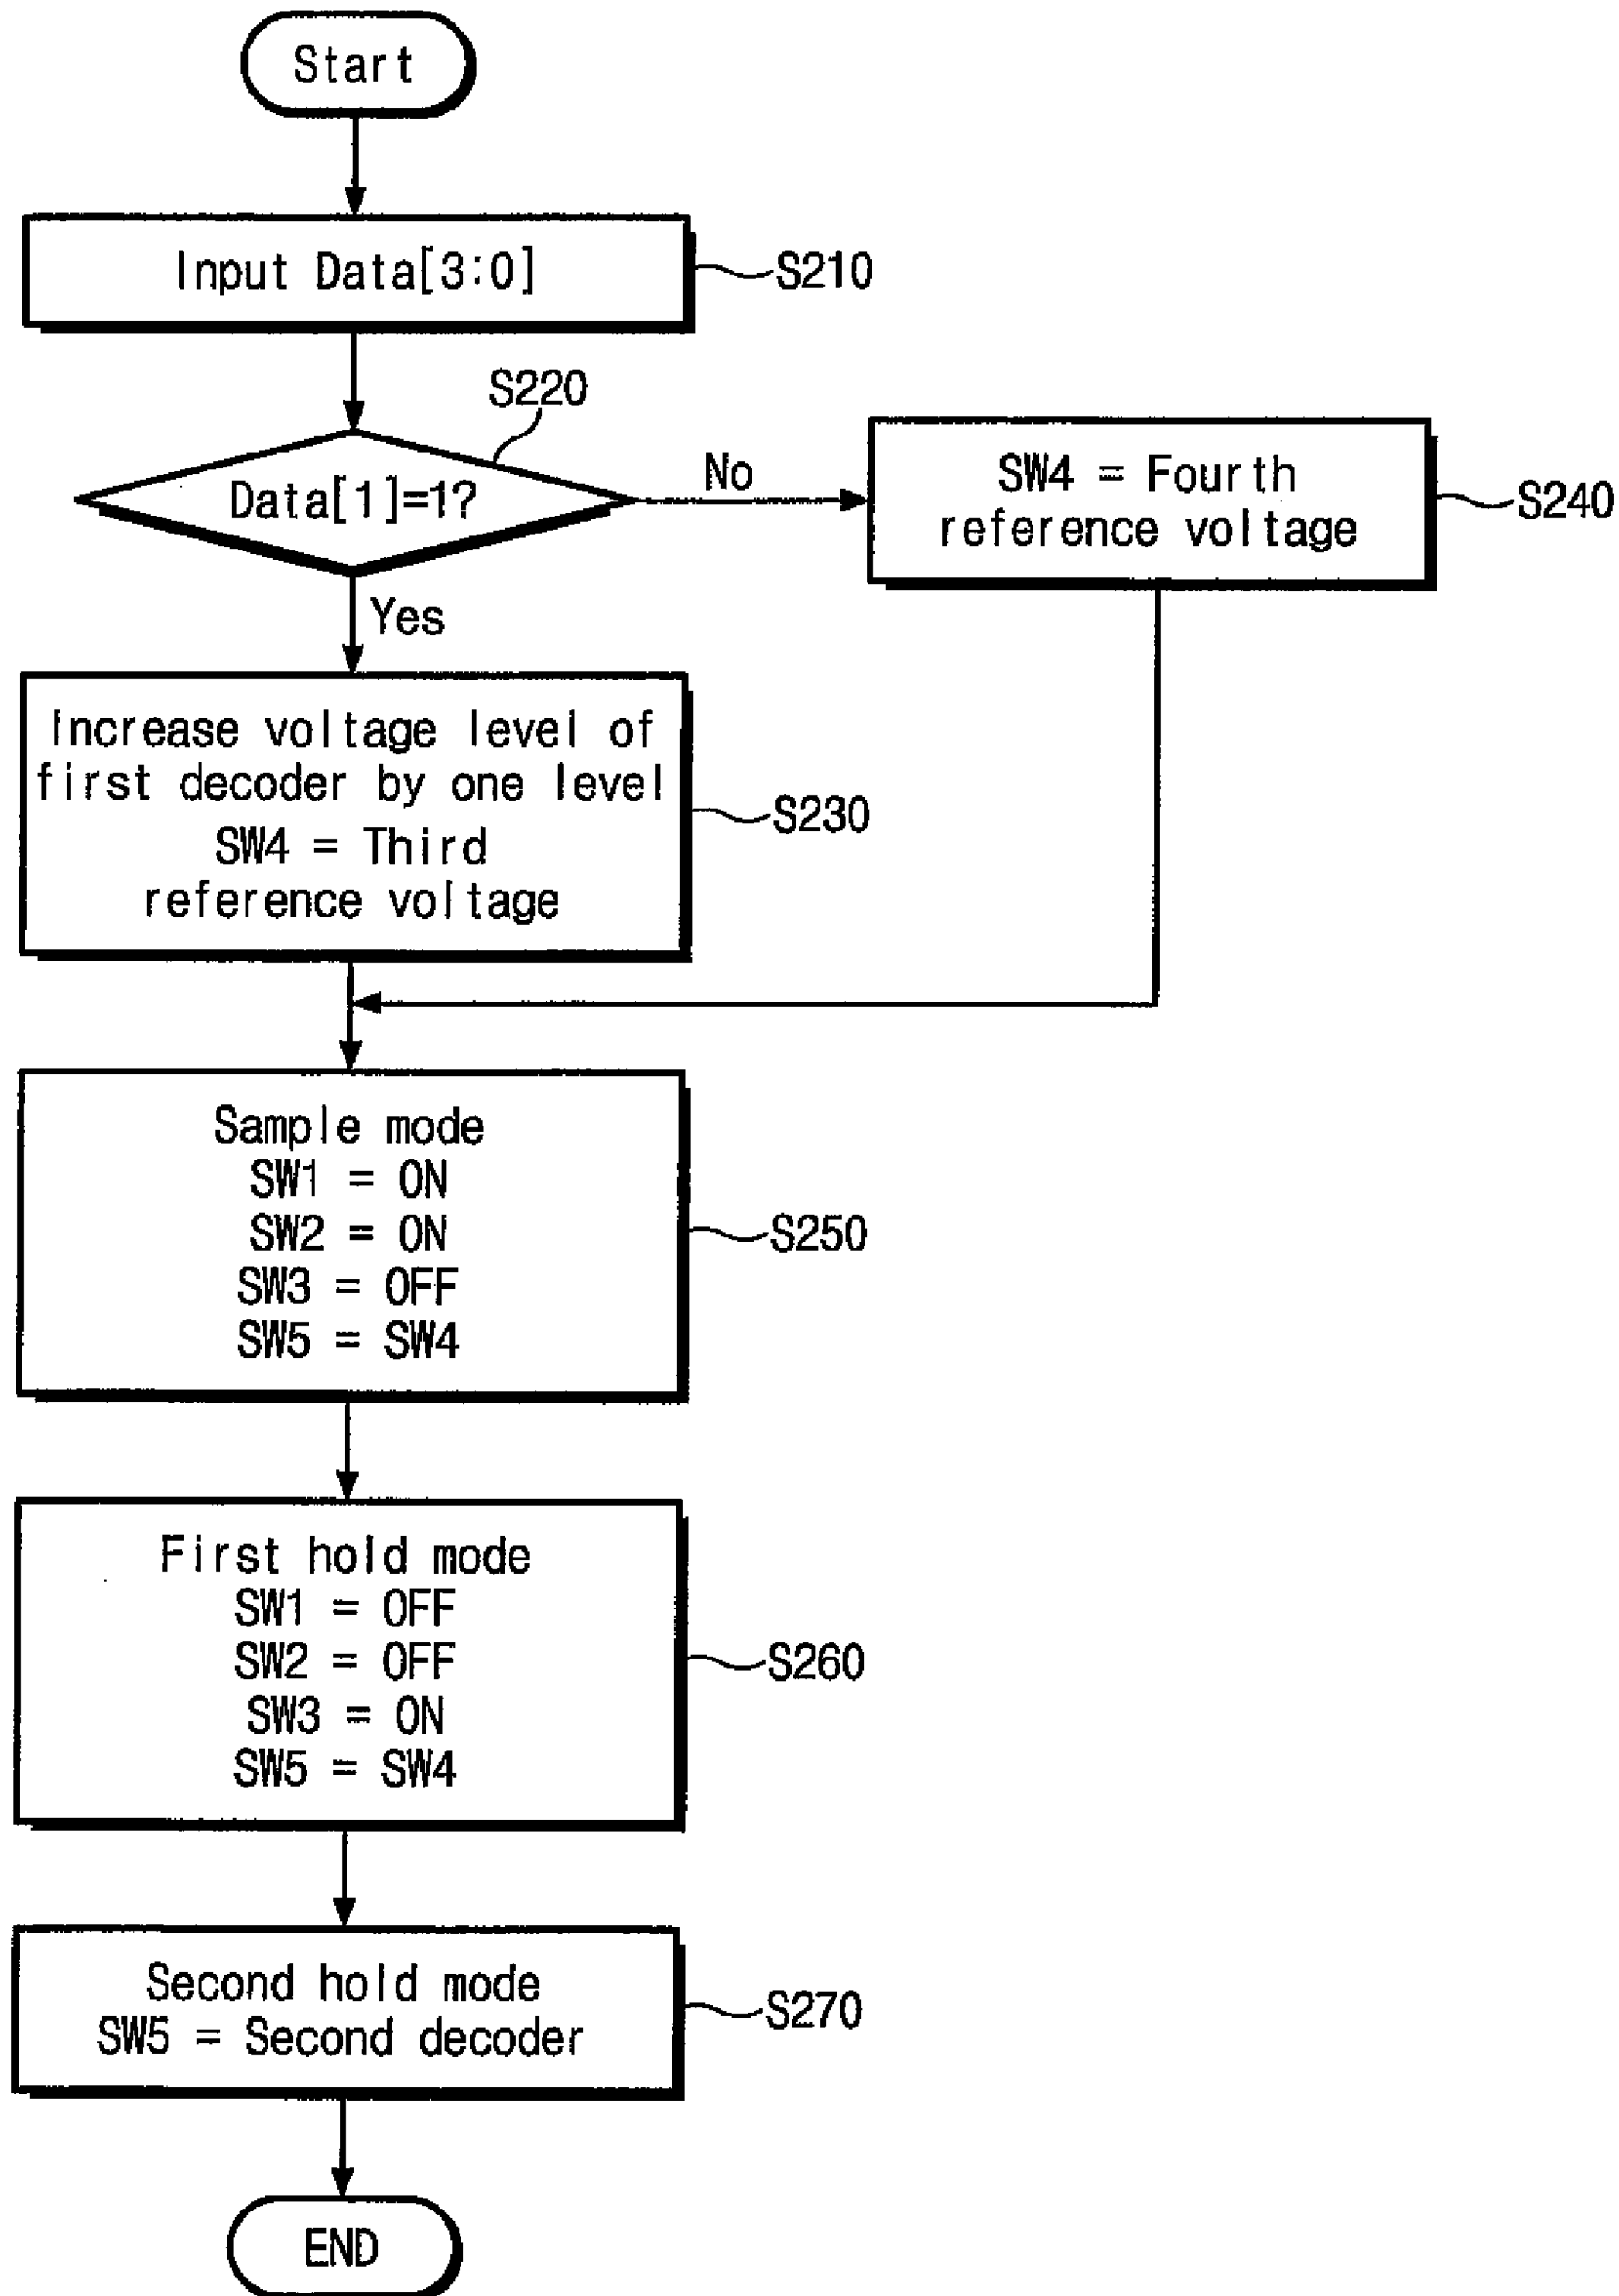 Start
Input Data[3:0]
S210
S220
Data[1]=1?
No
SW4 = Fourth
reference voltage
S240
Yes
Increase voltage level of
first decoder by one level
SW4 = Third
reference voltage
S230
Sample mode
SW1 = ON
SW2 = ON
SW3 = OFF
SW5 = SW4
S250
First hold mode
SW1 = OFF
SW2 = OFF
SW3 = ON
SW5 = SW4
S260
Second hold mode
SW5 = Second decoder
S270
END